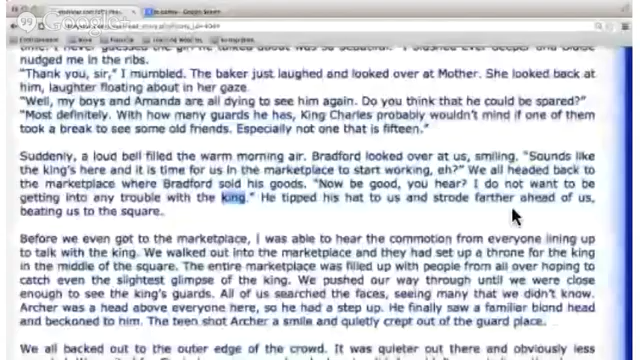 Google+
time. I never guessed the girl he talked about was so beautiful." I blushed ever deeper and
nudged me in the ribs.
"Thank you, sir," I mumbled. The baker just laughed and looked over at Mother. She looked back at
him, laughter floating about in her gaze.
"Well, my boys and Amanda are all dying to see him again. Do you think that he could be spared?"
"Most definitely. With how many guards he has, King Charles probably wouldn't mind if one of them
took a break to see some old friends. Especially not one that is fifteen."
Suddenly, a loud bell filled the warm morning air. Bradford looked over at us, smiling. "Sounds like
the king's here and it is time for us in the marketplace to start working, eh?" We all headed back to
the marketplace where Bradford sold his goods. "Now be good, you hear? I do not want to be
getting into any trouble with the king." He tipped his hat to us and strode farther ahead of us,
beating us to the square.
Before we even got to the marketplace, I was able to hear the commotion from everyone lining up
to talk with the king. We walked out into the marketplace and they had set up a throne for the king
in the middle of the square. The entire marketplace was filled up with people from all over hoping to
catch even the slightest glimpse of the king. We pushed our way through until we were close
enough to see the king's guards. All of us searched the faces, seeing many that we didn't know.
Archer was a head above everyone here, so he had a step up. He finally saw a familiar blond head
and beckoned to him. The teen shot Archer a smile and quietly crept out of the guard place.
We all backed out to the outer edge of the crowd. It was quieter out there and obviously less